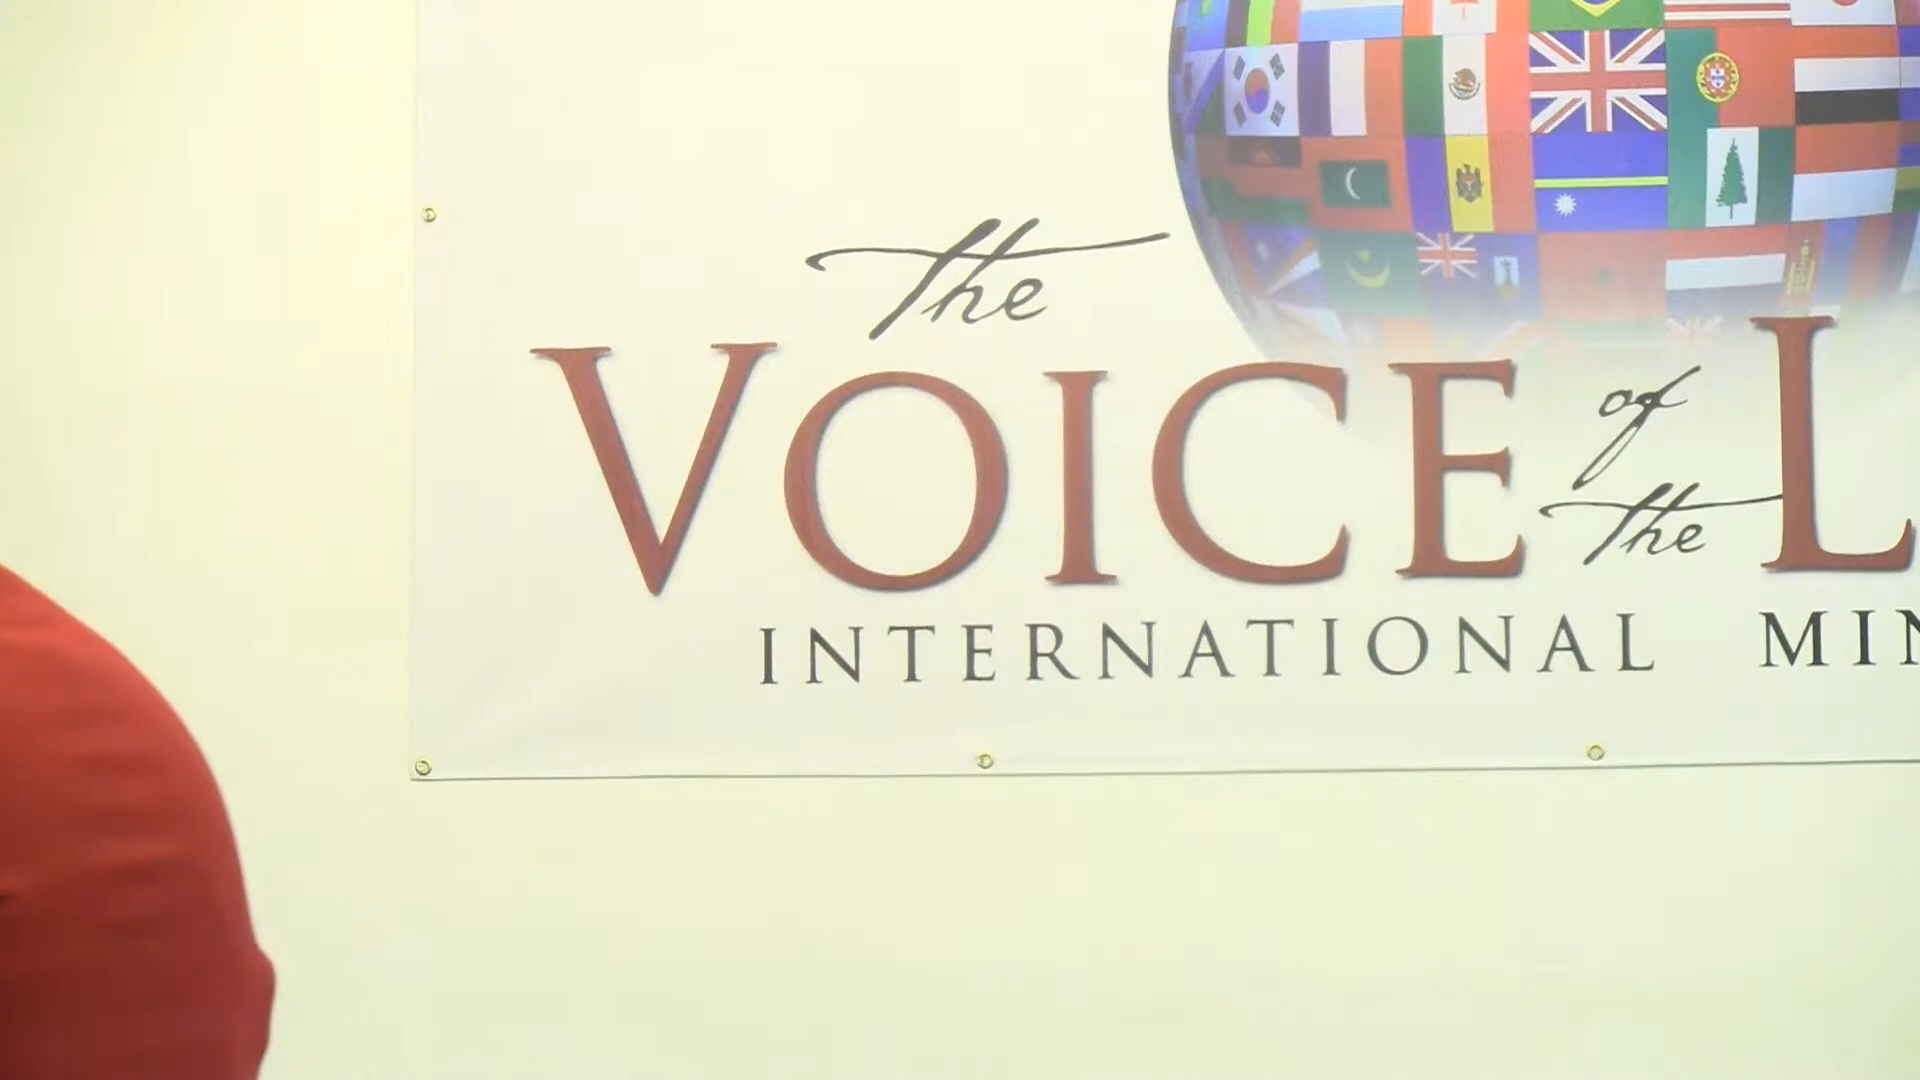 The
VOICE of the L
INTERNATIONAL MIN